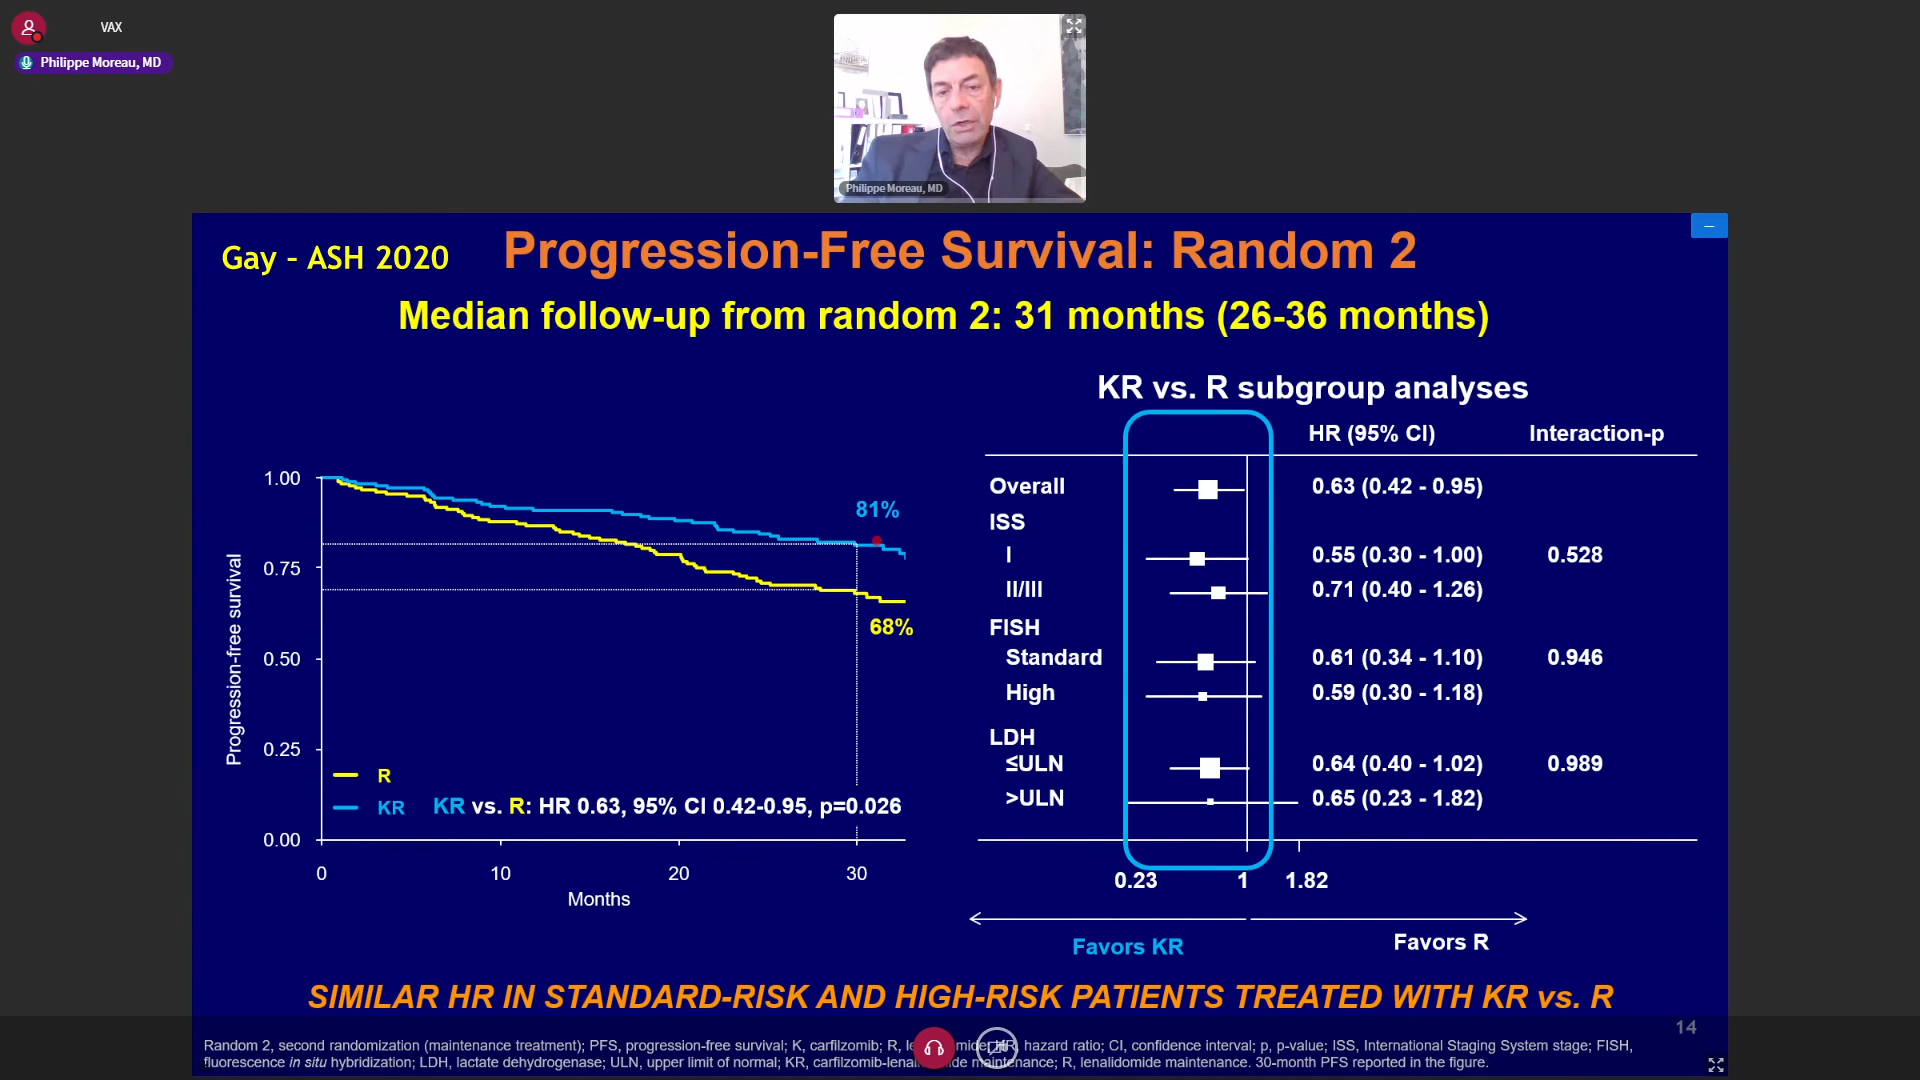 VAX
Philippe Moreau, MD
Philippe Moreau, MD
Gay - ASH 2020
Progression-Free Survival: Random 2
Median follow-up from random 2: 31 months (26-36 months)
Progression-free survival
1.00
0.75
0.50
0.25
0.00
81%
68%
R
KR
KR vs. R: HR 0.63, 95% CI 0.42-0.95, p=0.026
0 10 20 30
Months
KR vs. R subgroup analyses
HR (95% CI) Interaction-p
Overall 0.63 (0.42 - 0.95)
ISS
I 0.55 (0.30 - 1.00) 0.528
II/III 0.71 (0.40 - 1.26)
FISH
Standard 0.61 (0.34 - 1.10) 0.946
High 0.59 (0.30 - 1.18)
LDH
≤ULN 0.64 (0.40 - 1.02) 0.989
>ULN 0.65 (0.23 - 1.82)
0.23 1 1.82
Favors KR Favors R
SIMILAR HR IN STANDARD-RISK AND HIGH-RISK PATIENTS TREATED WITH KR vs. R
14
Random 2, second randomization (maintenance treatment); PFS, progression-free survival; K, carfilzomib; R, HR, hazard ratio; CI, confidence interval; p, p-value; ISS, International Staging System stage; FISH,
fluorescence in situ hybridization; LDH, lactate dehydrogenase; ULN, upper limit of normal; KR, maintenance; R, lenalidomide maintenance. 30-month PFS reported in the figure.